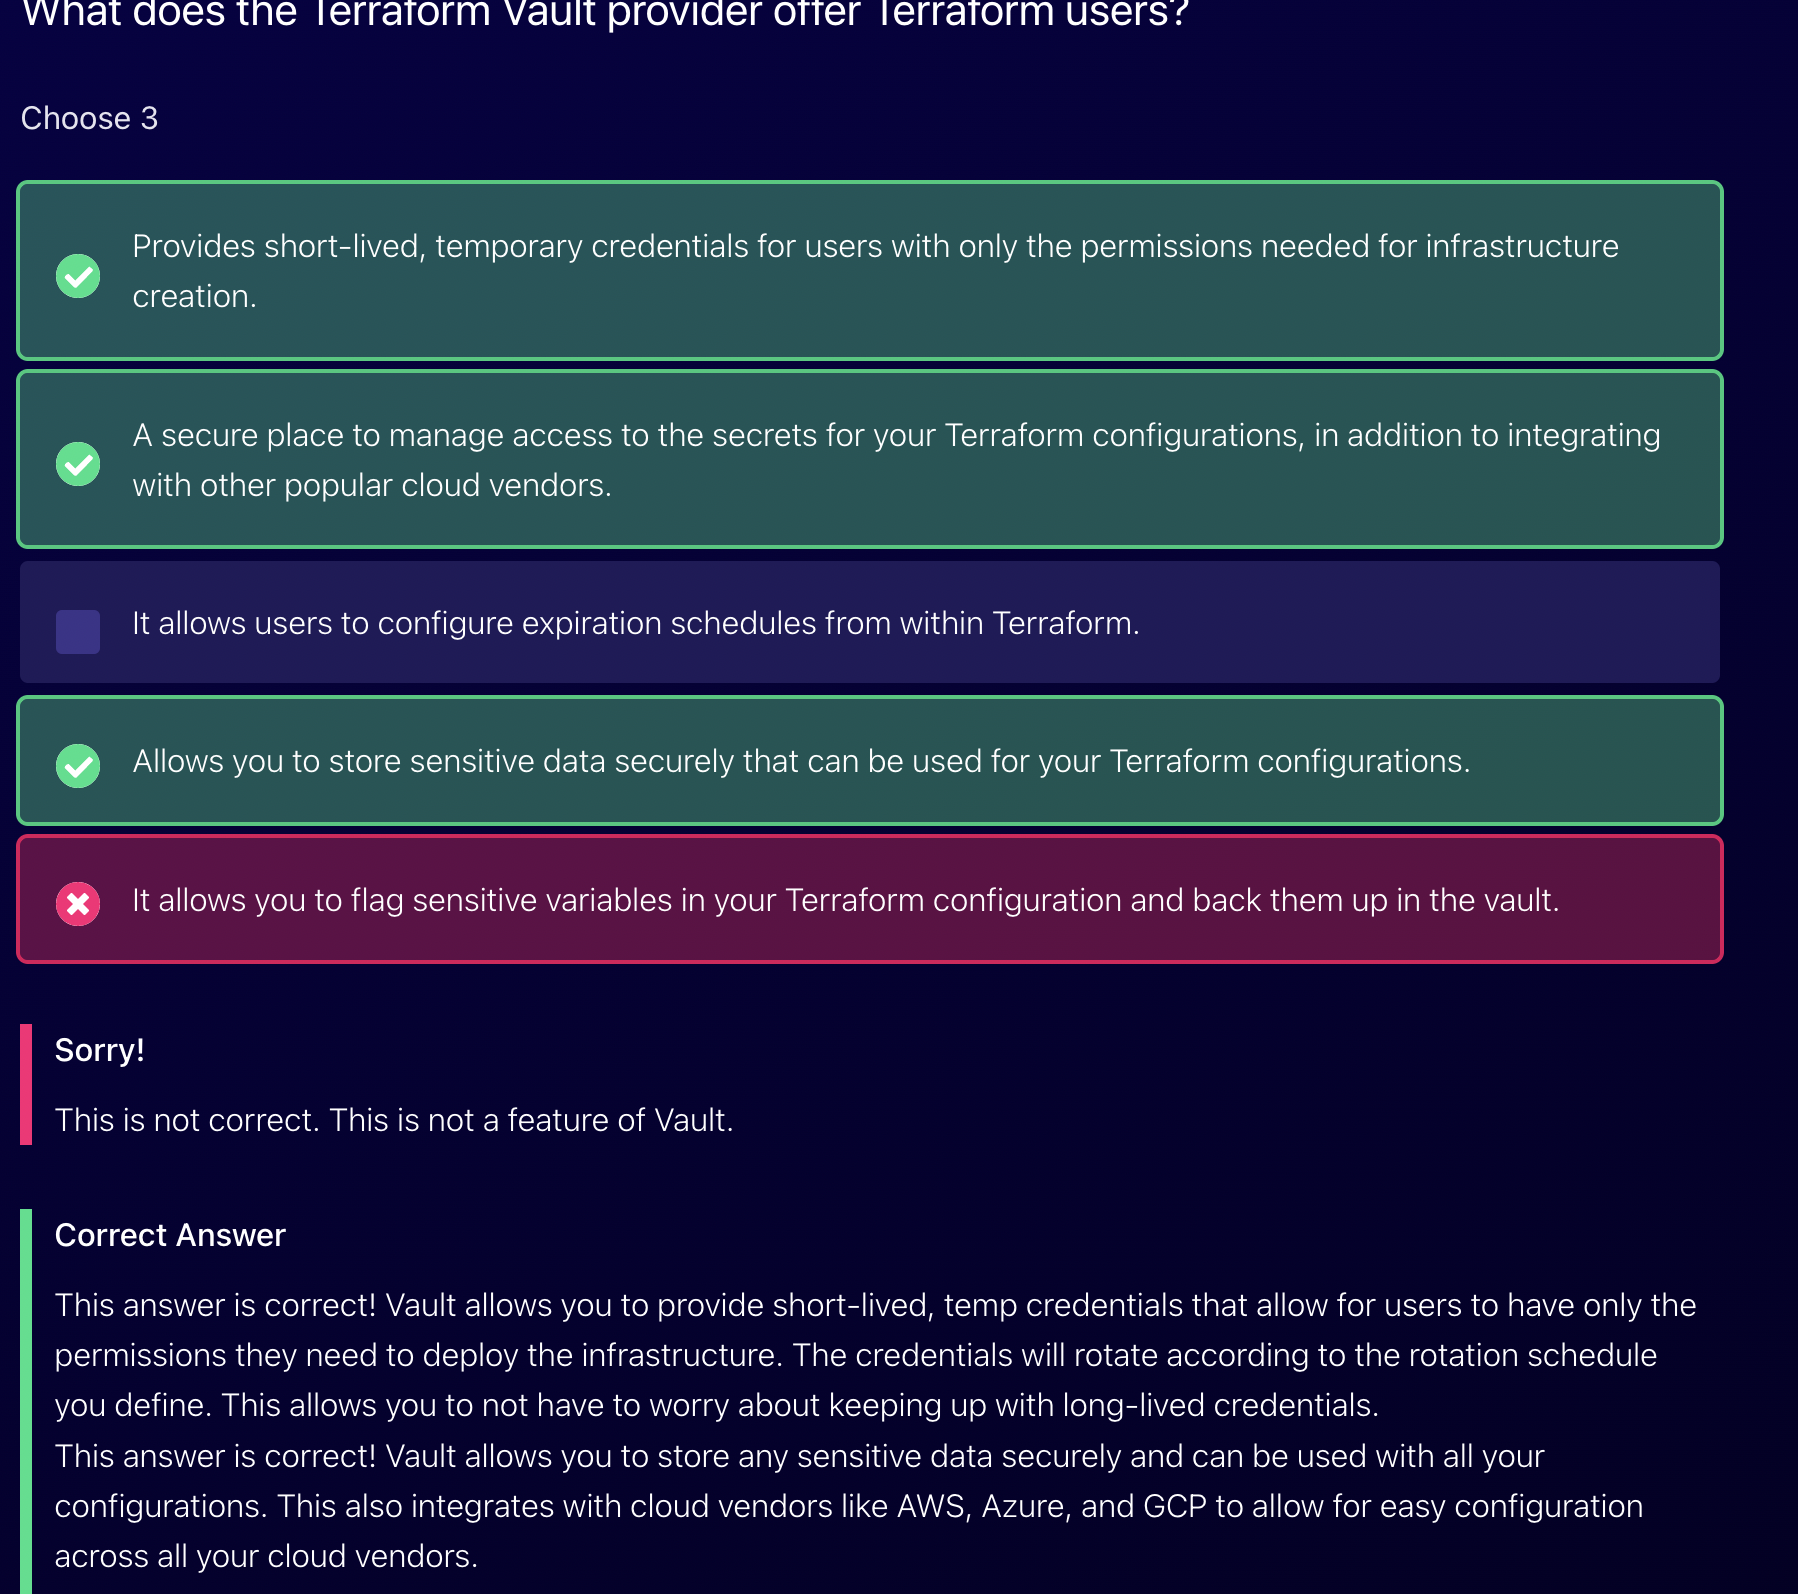 What does the Terraform Vault provider offer Terraform users?
Choose 3
Provides short-lived, temporary credentials for users with only the permissions needed for infrastructure
creation.
A secure place to manage access to the secrets for your Terraform configurations, in addition to integrating
with other popular cloud vendors.
It allows users to configure expiration schedules from within Terraform.
Allows you to store sensitive data securely that can be used for your Terraform configurations.
It allows you to flag sensitive variables in your Terraform configuration and back them up in the vault.
Sorry!
This is not correct. This is not a feature of Vault.
Correct Answer
This answer is correct! Vault allows you to provide short-lived, temp credentials that allow for users to have only the
permissions they need to deploy the infrastructure. The credentials will rotate according to the rotation schedule
you define. This allows you to not have to worry about keeping up with long-lived credentials.
This answer is correct! Vault allows you to store any sensitive data securely and can be used with all your
configurations. This also integrates with cloud vendors like AWS, Azure, and GCP to allow for easy configuration
across all your cloud vendors.